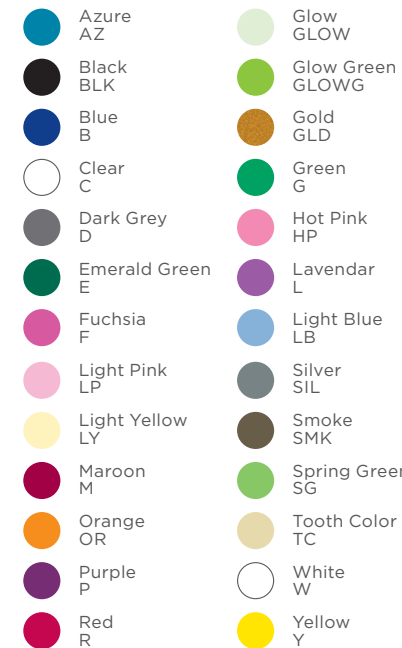 Azure
AZ
Black
BLK
Blue
B
Clear
C
Dark Grey
D
Emerald Green
E
Fuchsia
F
Light Pink
LP
Light Yellow
LY
Maroon
M
Orange
OR
Purple
P
Red
R
Glow
GLOW
Glow Green
GLOWG
Gold
GLD
Green
G
Hot Pink
HP
Lavendar
L
Light Blue
LB
Silver
SIL
Smoke
SMK
Spring Green
SG
Tooth Color
TC
White
W
Yellow
Y